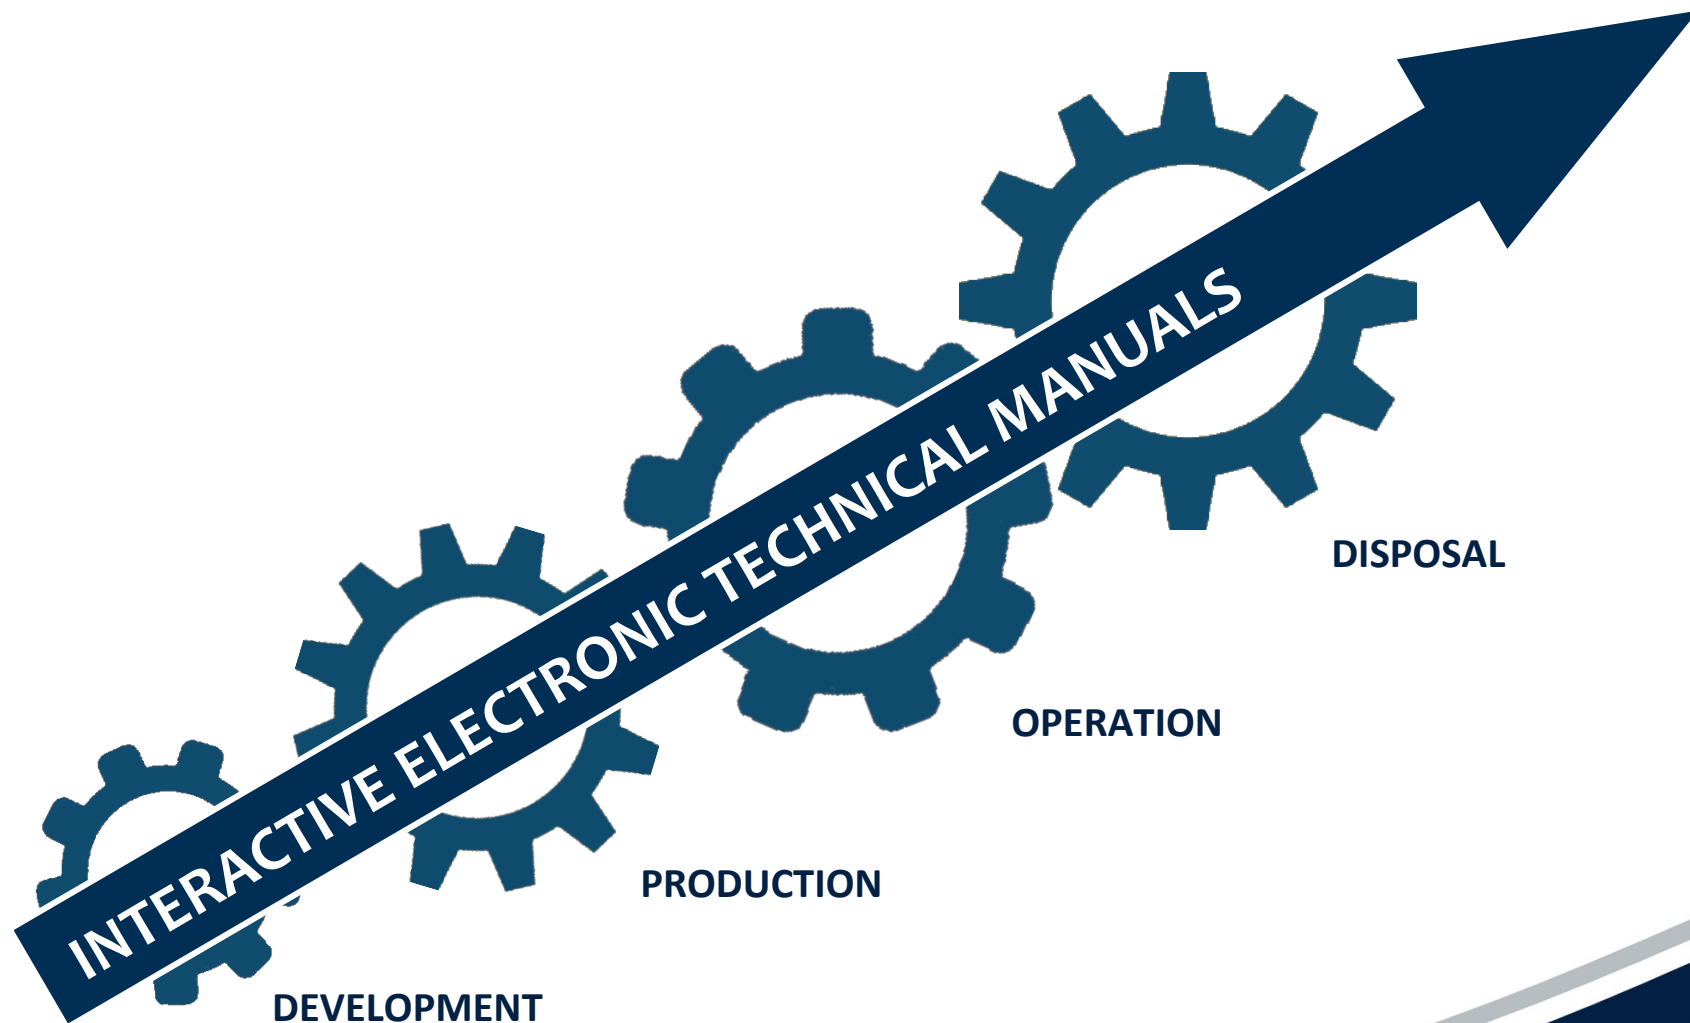 INTERACTIVE ELECTRONIC TECHNICAL MANUALS
DISPOSAL
OPERATION
PRODUCTION
DEVELOPMENT